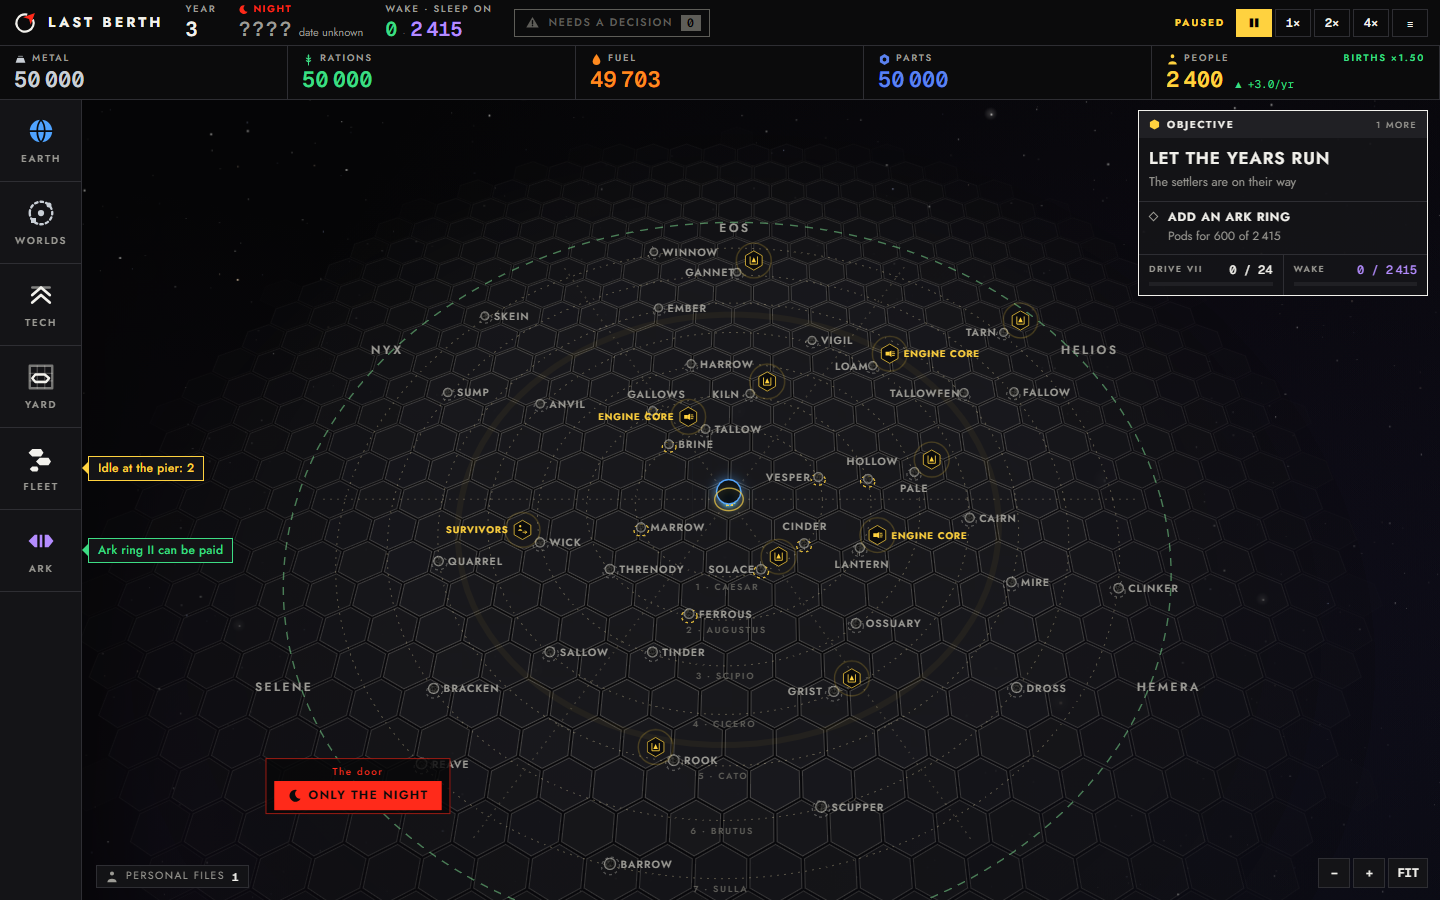 LAST BERTH
YEAR
3
NIGHT
???? date unknown
WAKE · SLEEP ON
0 · 2 415
NEEDS A DECISION 0
PAUSED
1×
2×
4×
METAL
50 000
RATIONS
50 000
FUEL
49 703
PARTS
50 000
PEOPLE
2 400 ▲ +3.0/yr
BIRTHS ×1.50
EARTH
WORLDS
TECH
YARD
FLEET
ARK
Idle at the pier: 2
Ark ring II can be paid
OBJECTIVE
1 MORE
LET THE YEARS RUN
The settlers are on their way
ADD AN ARK RING
Pods for 600 of 2 415
DRIVE VII 0 / 24
WAKE 0 / 2 415
EOS
WINNOW
GANNET
EMBER
SKEIN
TARN
VIGIL
NYX
HELIOS
ENGINE CORE
HARROW
LOAM
SUMP
GALLOWS
KILN
TALLOWFEN
FALLOW
ANVIL
ENGINE CORE
TALLOW
BRINE
HOLLOW
VESPER
PALE
CAIRN
SURVIVORS
MARROW
CINDER
ENGINE CORE
WICK
QUARREL
THRENODY
SOLACE
LANTERN
1 · CAESAR
MIRE
CLINKER
FERROUS
2 · AUGUSTUS
OSSUARY
SALLOW
TINDER
3 · SCIPIO
SELENE
BRACKEN
GRIST
DROSS
HEMERA
4 · CICERO
ROOK
REAVE
5 · CATO
The door
ONLY THE NIGHT
SCUPPER
6 · BRUTUS
BARROW
7 · SULLA
PERSONAL FILES 1
−
+
FIT